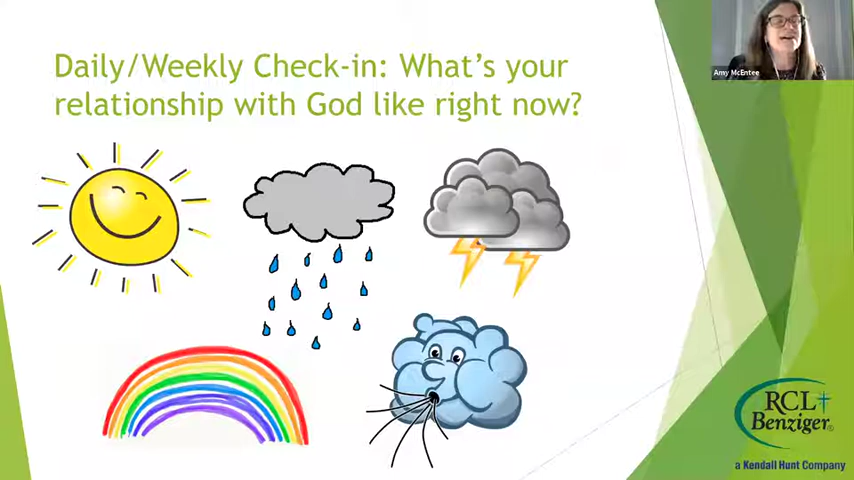 Daily/Weekly Check-in: What's your
relationship with God like right now?
Amy McEntee
RCL
Benziger®
a Kendall Hunt Company